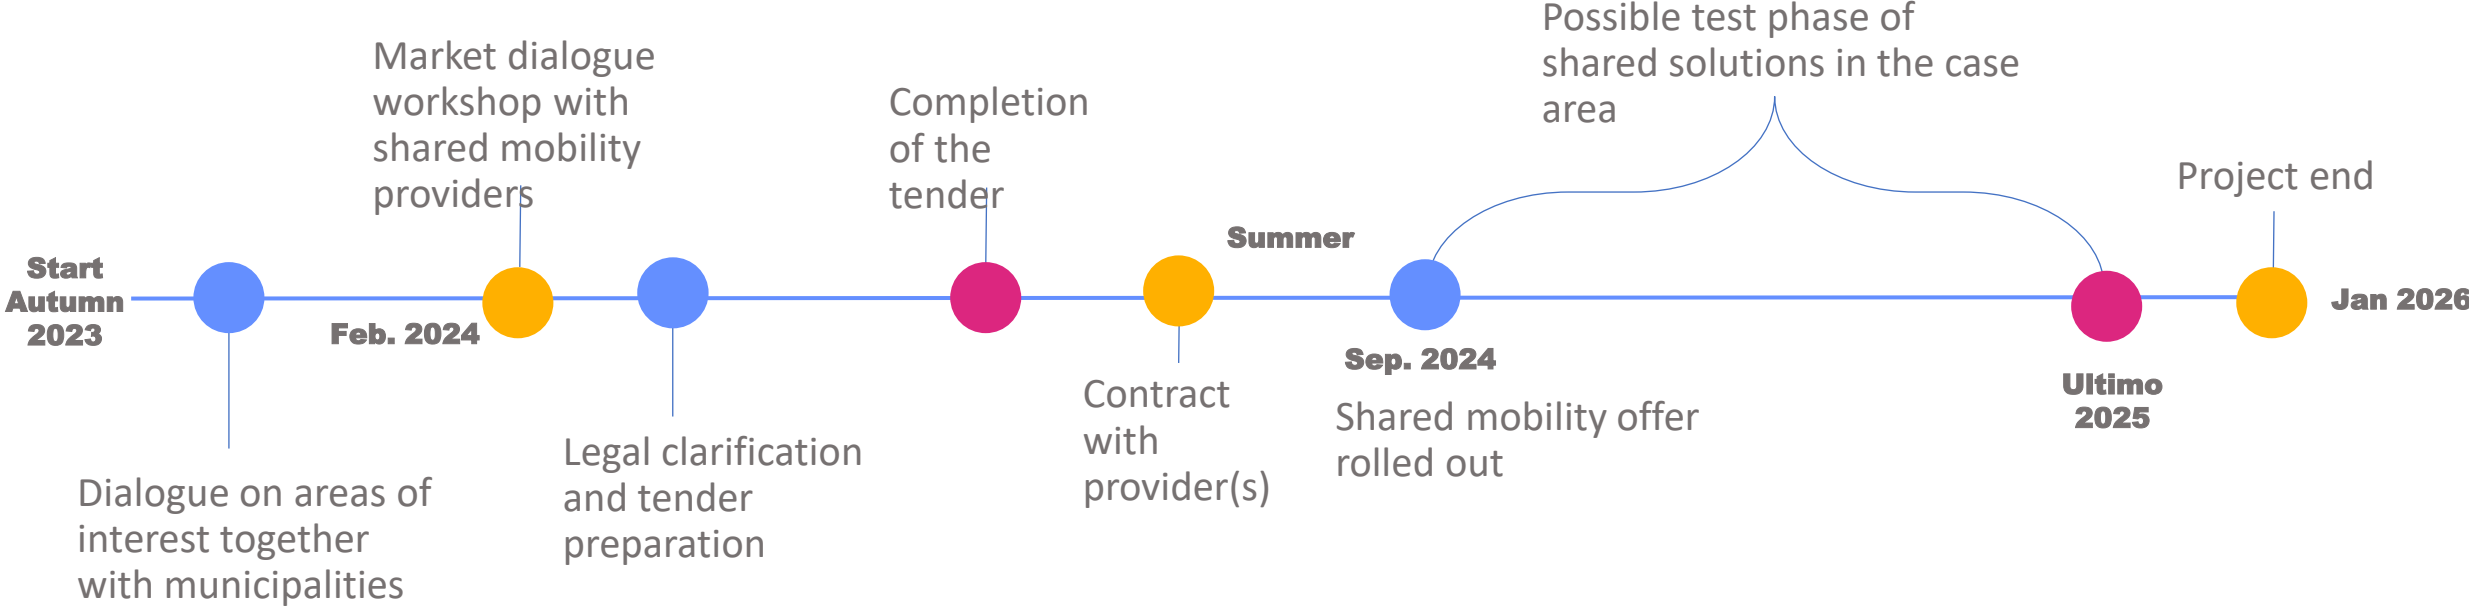 Possible test phase of
shared solutions in the case
area
Market dialogue
workshop with
shared mobility
providers
Completion
of the
tender
Project end
Summer
Start
Autumn
2023
Feb. 2024
Jan 2026
Sep. 2024
Ultimo
2025
Contract
with
provider(s)
Shared mobility offer
rolled out
Legal clarification
and tender
preparation
Dialogue on areas of
interest together
with municipalities